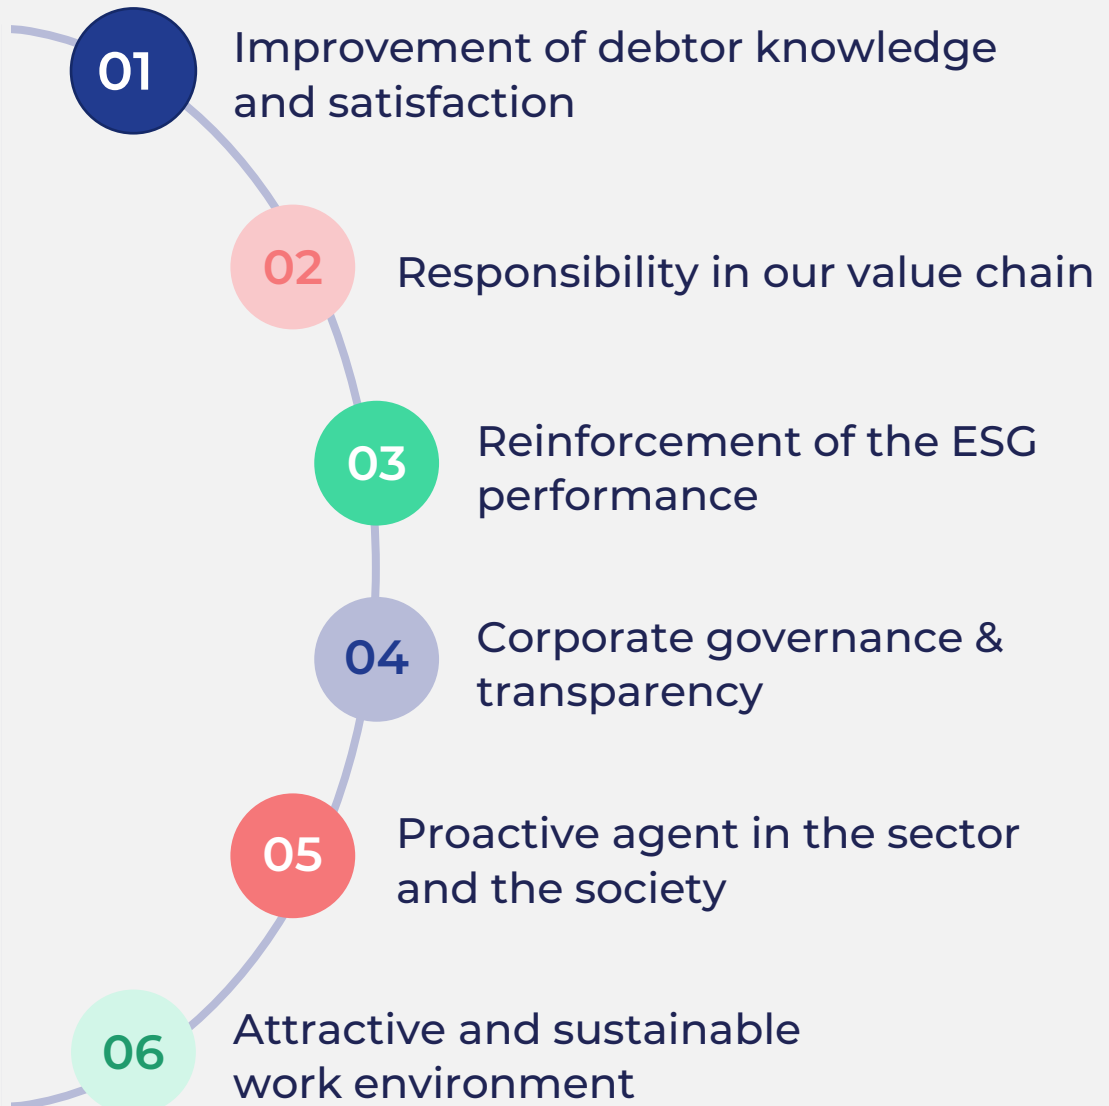 01
Improvement of debtor knowledge
and satisfaction
02
Responsibility in our value chain
03
Reinforcement of the ESG
performance
04
Corporate governance &
transparency
05
Proactive agent in the sector
and the society
06
Attractive and sustainable
work environment